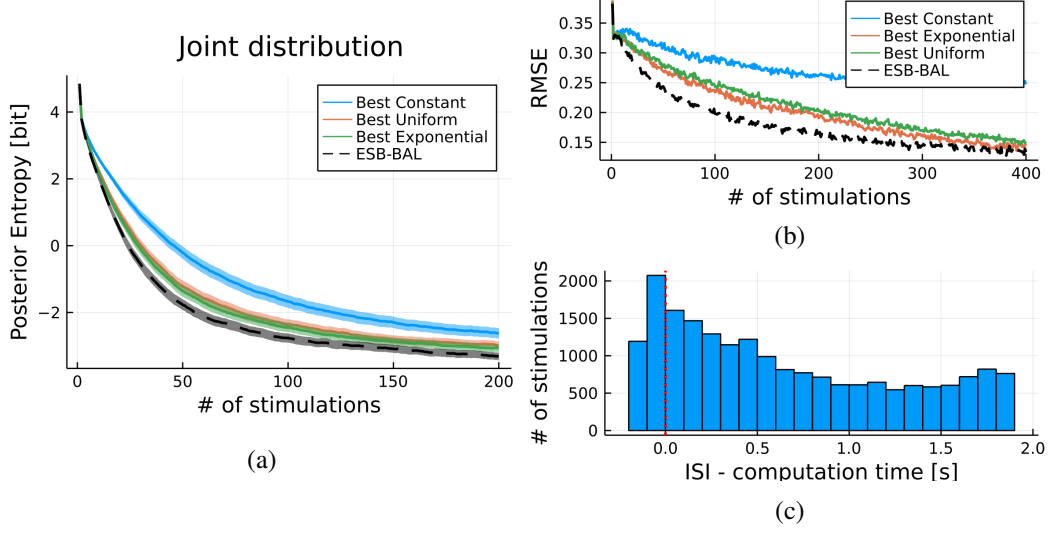 Joint distribution
Posterior Entropy [bit]
4
2
0
−2
Best Constant
Best Uniform
Best Exponential
ESB-BAL
0
50
100
150
200
# of stimulations
(a)
RMSE
0.35
0.30
0.25
0.20
0.15
Best Constant
Best Exponential
Best Uniform
ESB-BAL
0
100
200
300
400
# of stimulations
(b)
# of stimulations
2000
1500
1000
500
0
0.0
0.5
1.0
1.5
2.0
ISI - computation time [s]
(c)